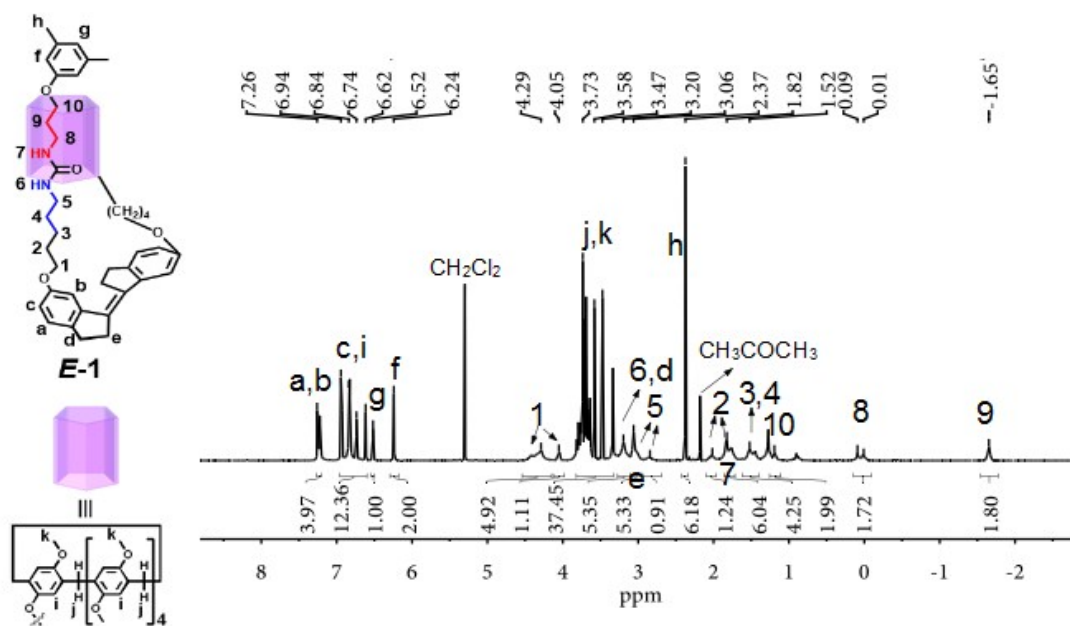 h
g
f
O
10
9
8
7 HN
O
6 HN
5
4
3
(CH2)4
2
O
1
O
b
c
a
d
e
E-1
k
O
k
O
H
H
H
H
i
j
O
i
j
4
7.26
6.94
6.84
6.74
6.62
6.52
6.24
4.29
4.05
3.73
3.58
3.47
3.20
3.06
2.37
1.82
1.52
0.09
0.01
-1.65
a,b
c,i
g
f
CH2Cl2
1
j,k
6,d
5
e
h
CH3COCH3
2
7
3,4
10
8
9
3.97
12.36
1.00
2.00
4.92
1.11
37.45
5.35
5.33
0.91
6.18
1.24
6.04
4.25
1.99
1.72
1.80
8 7 6 5 4 3 2 1 0 -1 -2
ppm